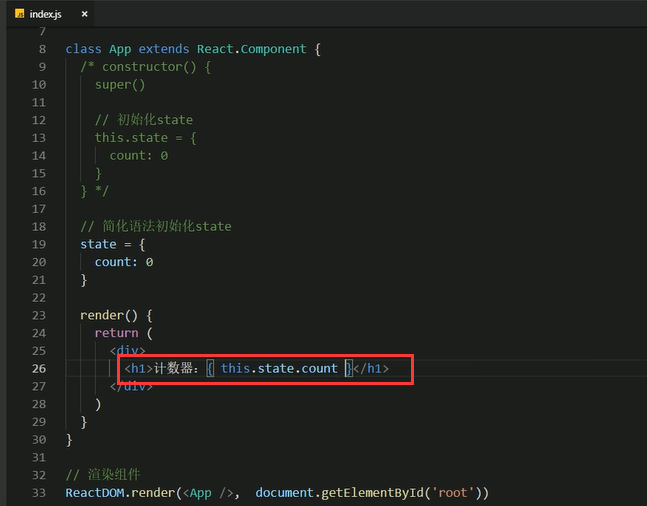 index.js ×
7
8 class App extends React.Component {
9 /* constructor() {
10 super()
11
12 // 初始化state
13 this.state = {
14 count: 0
15 }
16 } */
17
18 // 简化语法初始化state
19 state = {
20 count: 0
21 }
22
23 render() {
24 return (
25 <div>
26 <h1>计数器：{ this.state.count }</h1>
27 </div>
28 )
29 }
30 }
31
32 // 渲染组件
33 ReactDOM.render(<App />, document.getElementById('root'))